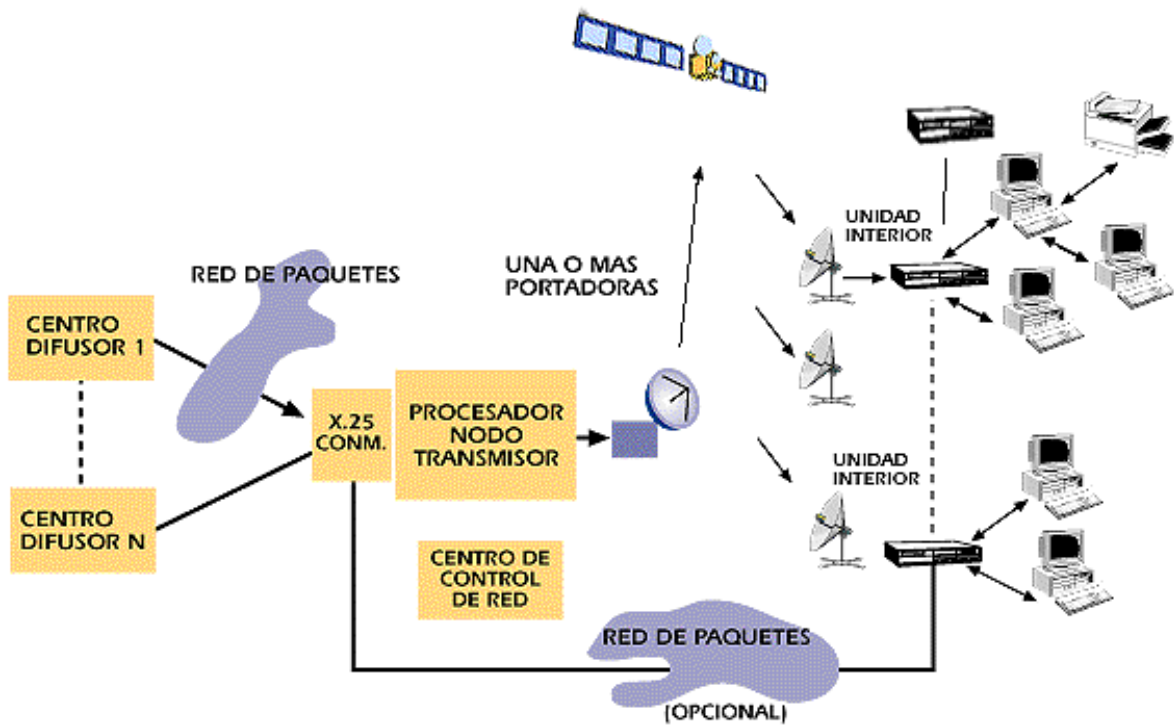 UNIDAD
INTERIOR
RED DE PAQUETES
UNA O MAS
PORTADORAS
CENTRO
DIFUSOR 1
X.25
CONM.
PROCESADOR
NODO
TRANSMISOR
UNIDAD
INTERIOR
CENTRO
DIFUSOR N
CENTRO DE
CONTROL
DE RED
RED DE PAQUETES
(OPCIONAL)